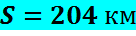 S = 204 км